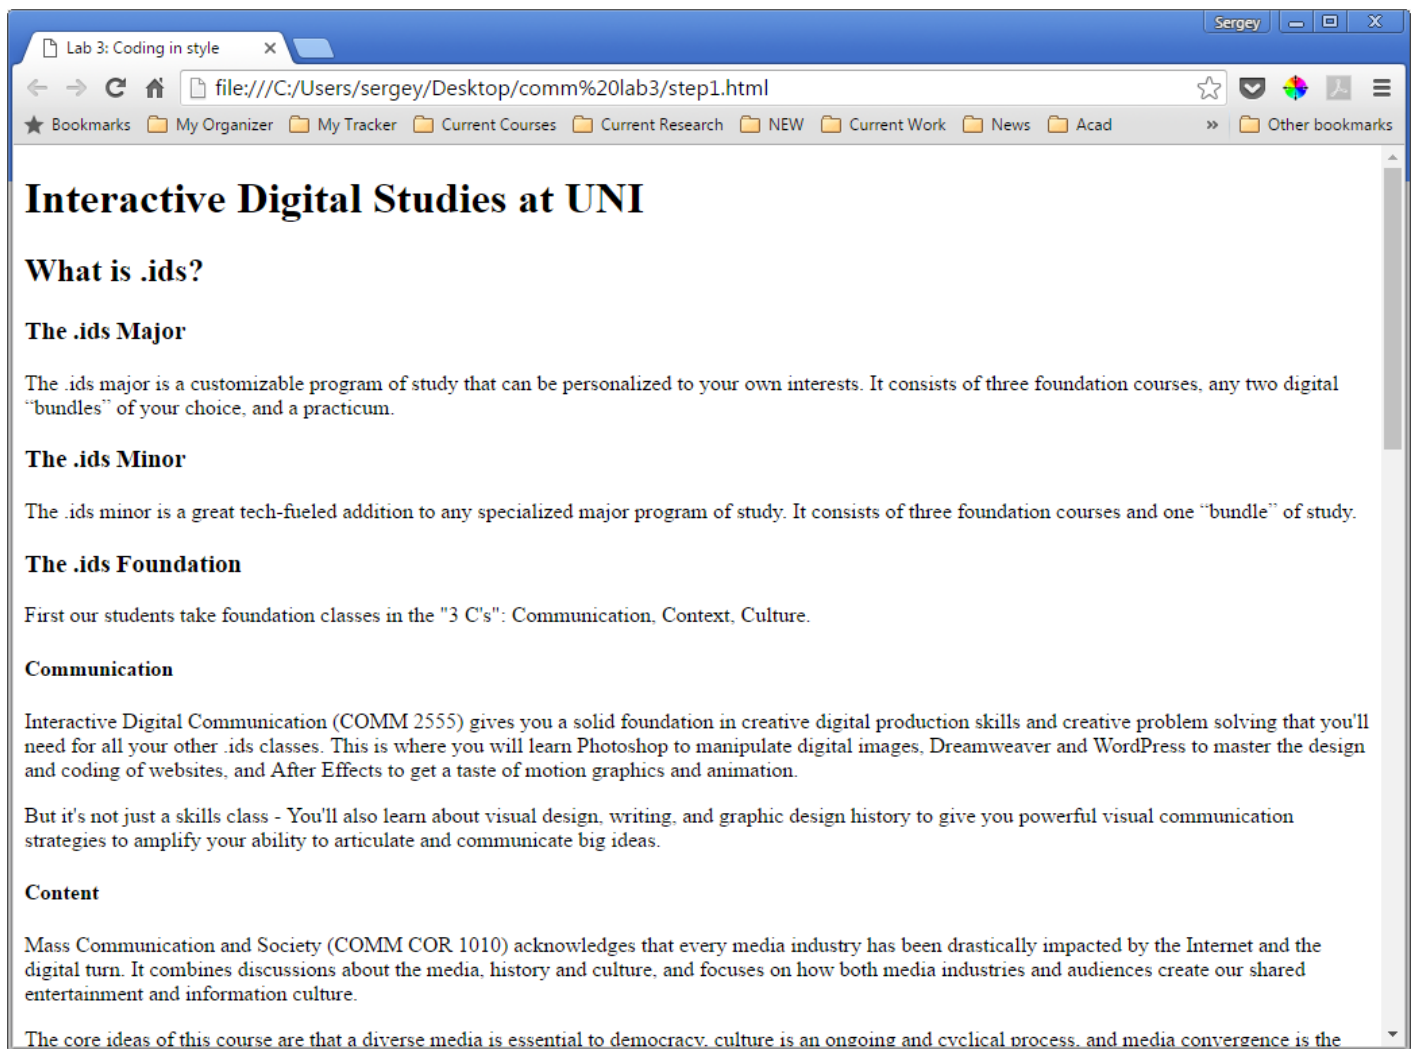 Sergey
Lab 3: Coding in style
file:///C:/Users/sergey/Desktop/comm%20lab3/step1.html
Bookmarks My Organizer My Tracker Current Courses Current Research NEW Current Work News Acad » Other bookmarks
Interactive Digital Studies at UNI
What is .ids?
The .ids Major
The .ids major is a customizable program of study that can be personalized to your own interests. It consists of three foundation courses, any two digital
“bundles” of your choice, and a practicum.
The .ids Minor
The .ids minor is a great tech-fueled addition to any specialized major program of study. It consists of three foundation courses and one “bundle” of study.
The .ids Foundation
First our students take foundation classes in the "3 C's": Communication, Context, Culture.
Communication
Interactive Digital Communication (COMM 2555) gives you a solid foundation in creative digital production skills and creative problem solving that you'll
need for all your other .ids classes. This is where you will learn Photoshop to manipulate digital images, Dreamweaver and WordPress to master the design
and coding of websites, and After Effects to get a taste of motion graphics and animation.
But it's not just a skills class - You'll also learn about visual design, writing, and graphic design history to give you powerful visual communication
strategies to amplify your ability to articulate and communicate big ideas.
Content
Mass Communication and Society (COMM COR 1010) acknowledges that every media industry has been drastically impacted by the Internet and the
digital turn. It combines discussions about the media, history and culture, and focuses on how both media industries and audiences create our shared
entertainment and information culture.
The core ideas of this course are that a diverse media is essential to democracy, culture is an ongoing and cyclical process, and media convergence is the